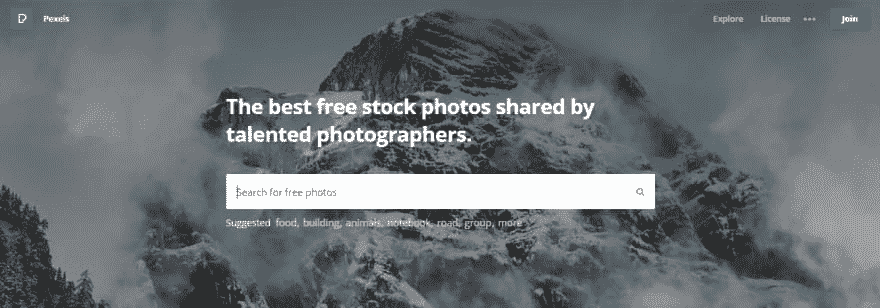 Pexels
Explore License Join
The best free stock photos shared by
talented photographers.
Search for free photos
Suggested food, building, animals, notebook, road, group, more